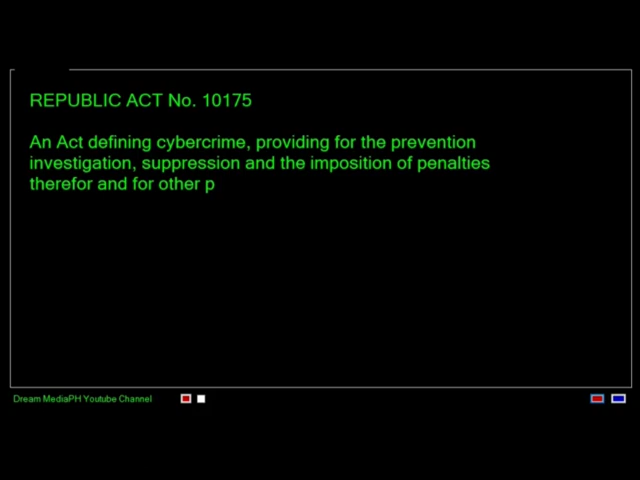 REPUBLIC ACT No. 10175
An Act defining cybercrime, providing for the prevention
investigation, suppression and the imposition of penalties
therefor and for other p
Dream MediaPH Youtube Channel